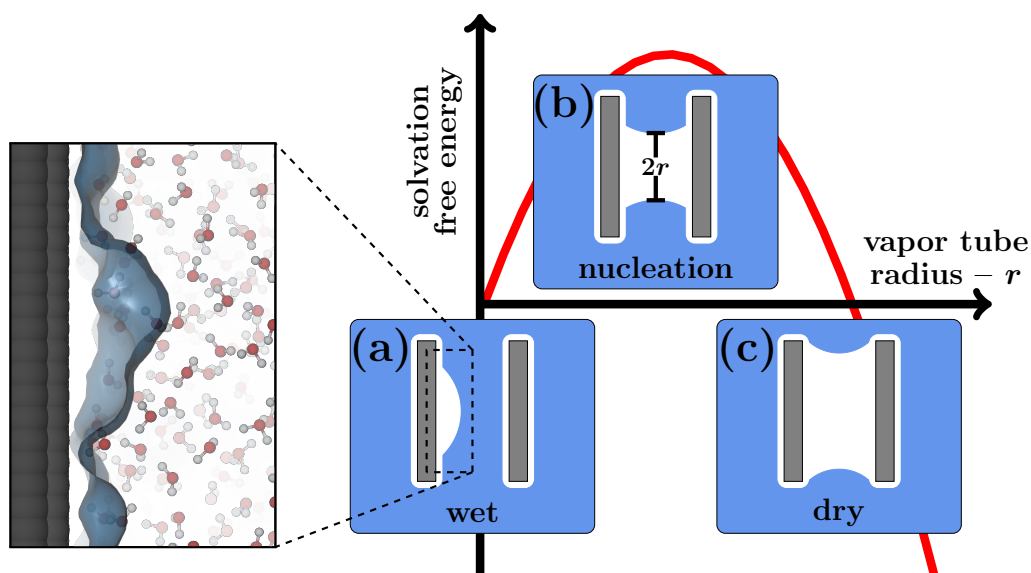 solvation
free energy
(b)
2r
nucleation
vapor tube
radius – r
(a)
wet
(c)
dry